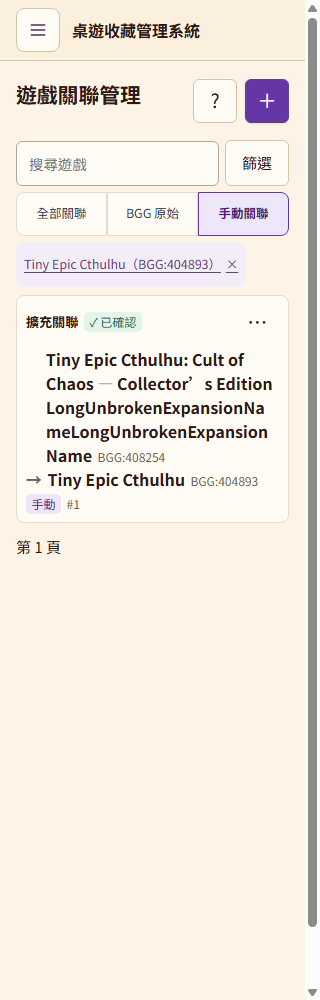 桌遊收藏管理系統
遊戲關聯管理
?
+
搜尋遊戲
篩選
全部關聯
BGG 原始
手動關聯
Tiny Epic Cthulhu（BGG:404893） ×
擴充關聯 ✓已確認 ···
Tiny Epic Cthulhu: Cult of
Chaos — Collector’s Edition
LongUnbrokenExpansionNa
meLongUnbrokenExpansion
Name BGG:408254
→ Tiny Epic Cthulhu BGG:404893
手動 #1
第 1 頁